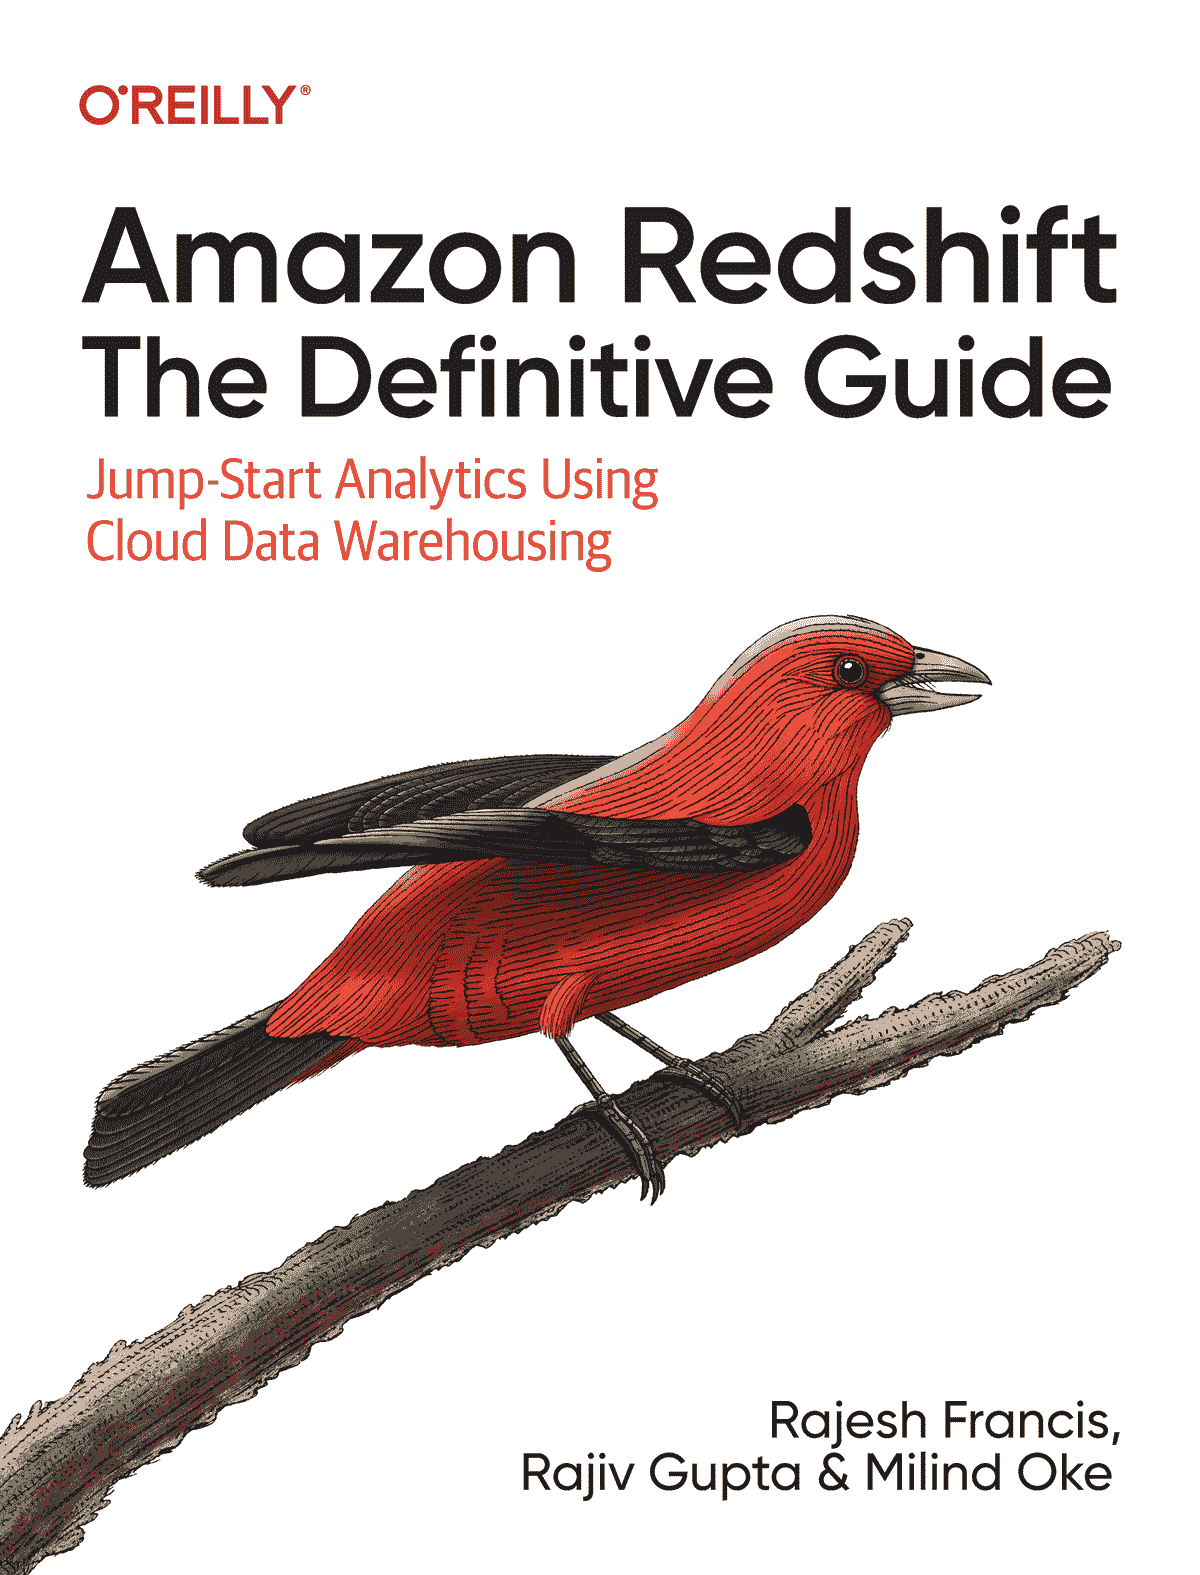 O'REILLY®
Amazon Redshift
The Definitive Guide
Jump-Start Analytics Using
Cloud Data Warehousing
Rajesh Francis,
Rajiv Gupta & Milind Oke